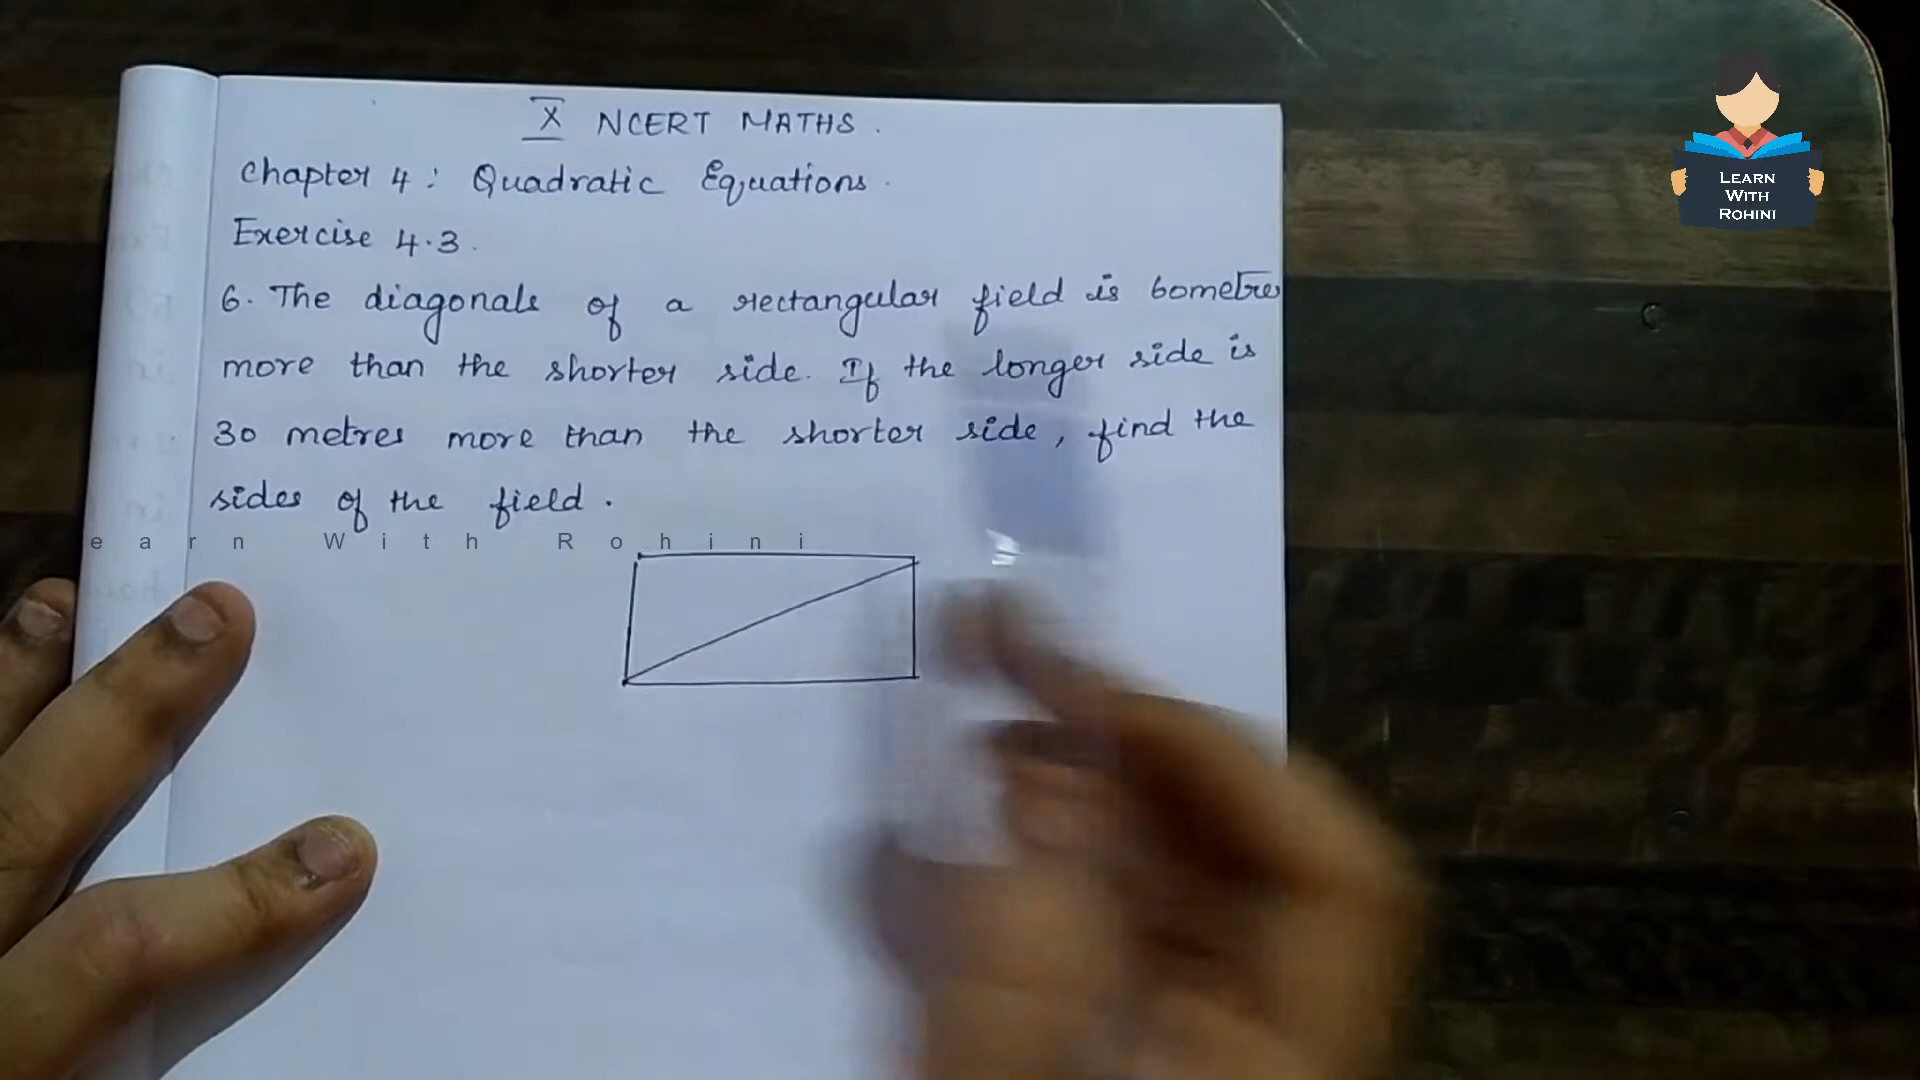 X NCERT MATHS.
Chapter 4: Quadratic Equations.
Exercise 4.3.
6. The diagonals of a rectangular field is 60metres
more than the shorter side. If the longer side is
30 metres more than the shorter side, find the
sides of the field.
earn With Rohini
LEARN
WITH
ROHINI